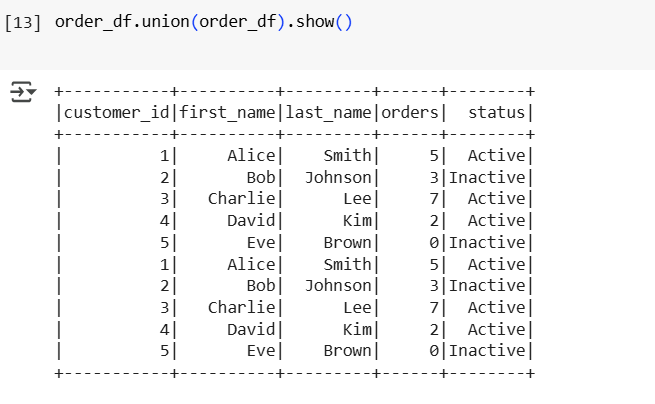 [13] order_df.union(order_df).show()
+-----------+----------+---------+------+--------+
|customer_id|first_name|last_name|orders|  status|
+-----------+----------+---------+------+--------+
|          1|     Alice|    Smith|     5|  Active|
|          2|       Bob|  Johnson|     3|Inactive|
|          3|   Charlie|      Lee|     7|  Active|
|          4|     David|      Kim|     2|  Active|
|          5|       Eve|    Brown|     0|Inactive|
|          1|     Alice|    Smith|     5|  Active|
|          2|       Bob|  Johnson|     3|Inactive|
|          3|   Charlie|      Lee|     7|  Active|
|          4|     David|      Kim|     2|  Active|
|          5|       Eve|    Brown|     0|Inactive|
+-----------+----------+---------+------+--------+